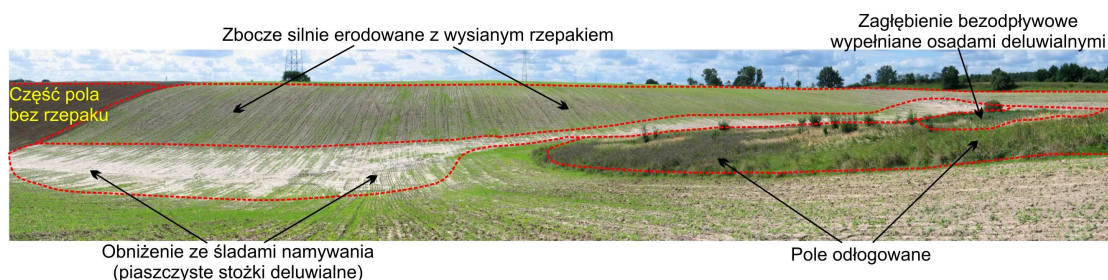 Zbocze silnie erodowane z wysianym rzepakiem
Zagłębienie bezodpływowe
wypełniane osadami deluwialnymi
Część pola
bez rzepaku
Obniżenie ze śladami namywania
(piaszczyste stożki deluwialne)
Pole odłogowane